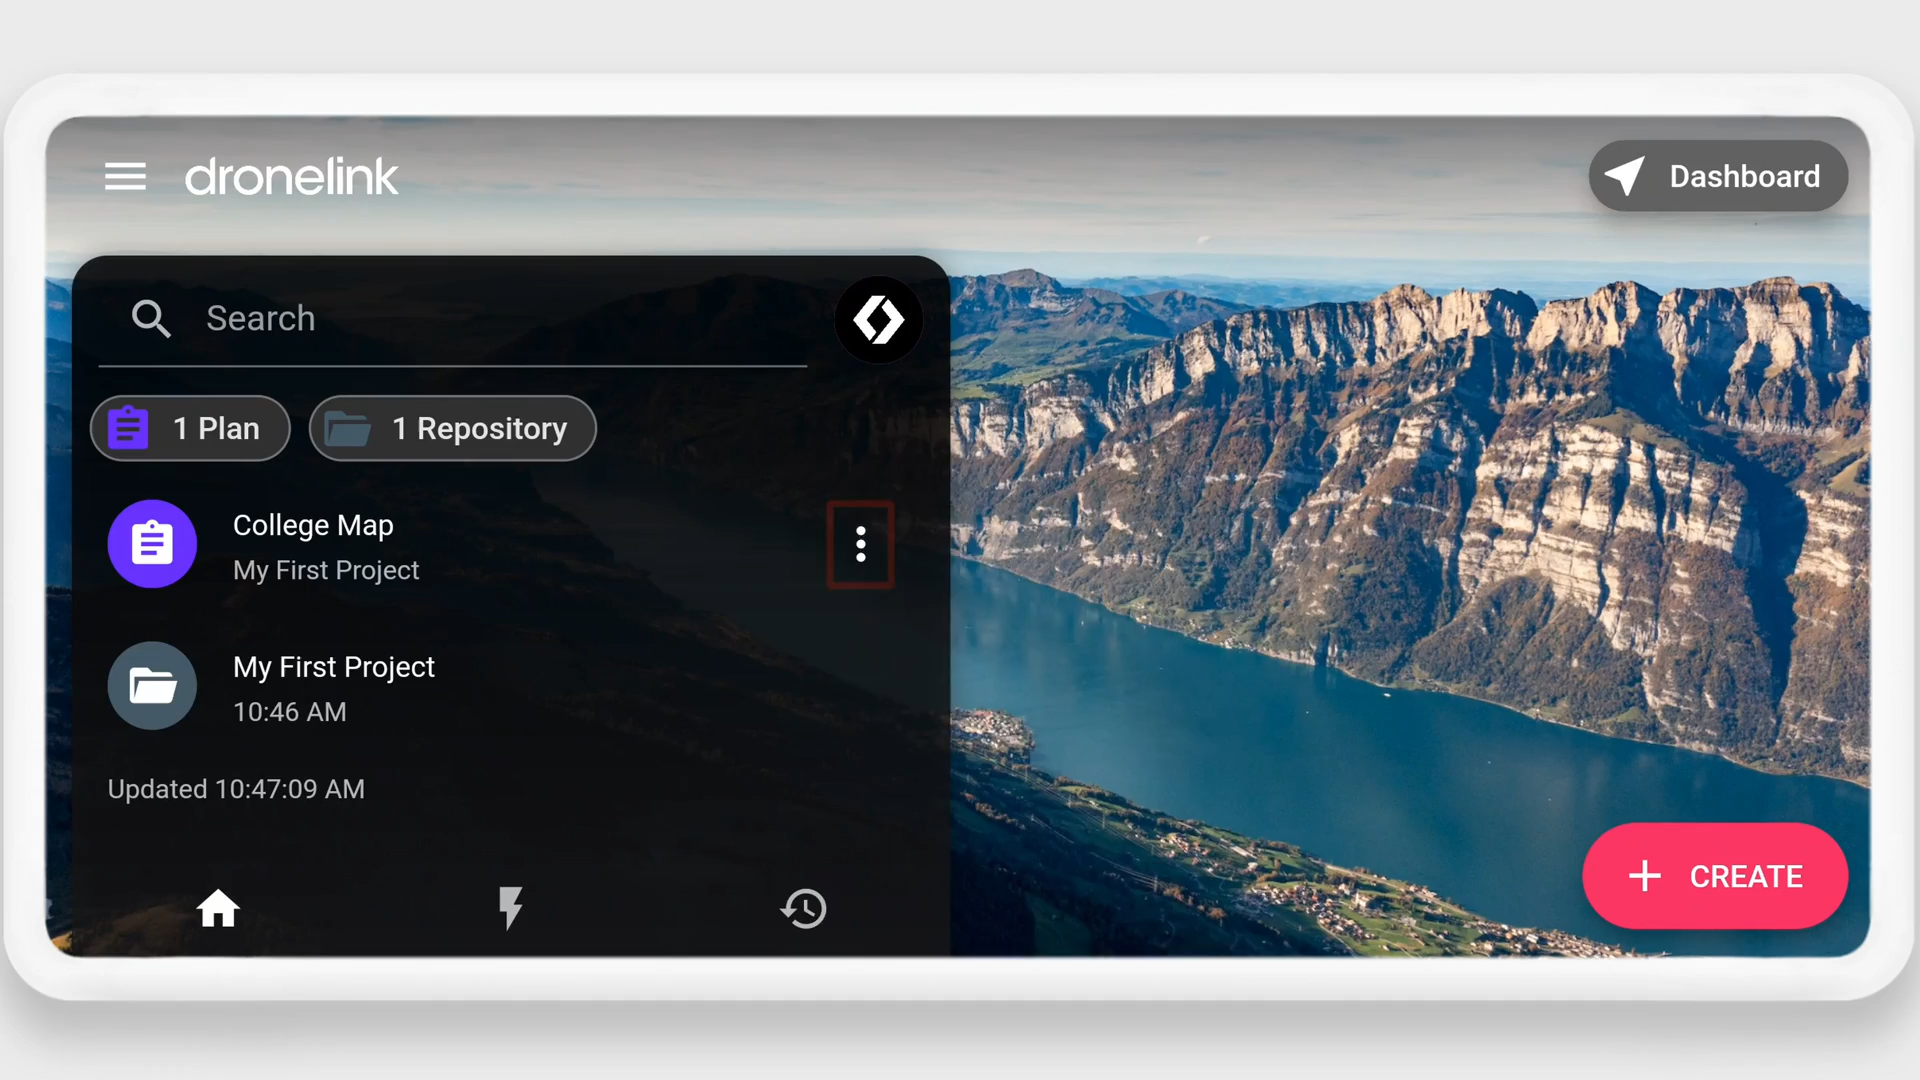 dronelink
Dashboard
Search
1 Plan
1 Repository
College Map
My First Project
My First Project
10:46 AM
Updated 10:47:09 AM
CREATE